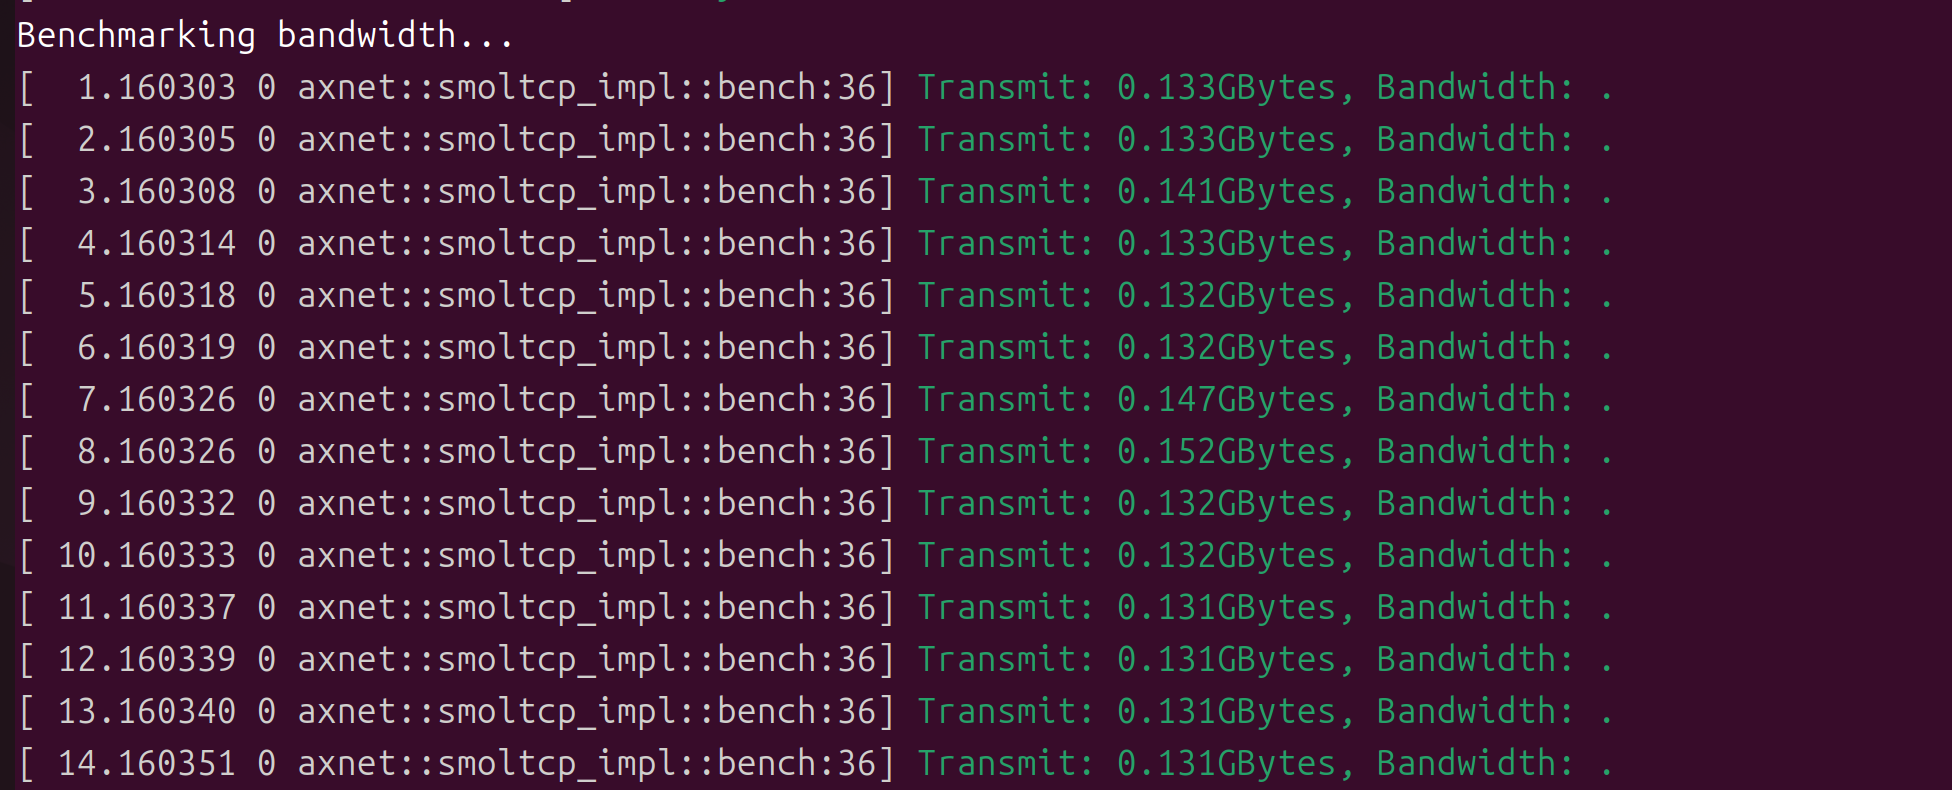 Benchmarking bandwidth...
[  1.160303 0 axnet::smoltcp_impl::bench:36] Transmit: 0.133GBytes, Bandwidth: .
[  2.160305 0 axnet::smoltcp_impl::bench:36] Transmit: 0.133GBytes, Bandwidth: .
[  3.160308 0 axnet::smoltcp_impl::bench:36] Transmit: 0.141GBytes, Bandwidth: .
[  4.160314 0 axnet::smoltcp_impl::bench:36] Transmit: 0.133GBytes, Bandwidth: .
[  5.160318 0 axnet::smoltcp_impl::bench:36] Transmit: 0.132GBytes, Bandwidth: .
[  6.160319 0 axnet::smoltcp_impl::bench:36] Transmit: 0.132GBytes, Bandwidth: .
[  7.160326 0 axnet::smoltcp_impl::bench:36] Transmit: 0.147GBytes, Bandwidth: .
[  8.160326 0 axnet::smoltcp_impl::bench:36] Transmit: 0.152GBytes, Bandwidth: .
[  9.160332 0 axnet::smoltcp_impl::bench:36] Transmit: 0.132GBytes, Bandwidth: .
[ 10.160333 0 axnet::smoltcp_impl::bench:36] Transmit: 0.132GBytes, Bandwidth: .
[ 11.160337 0 axnet::smoltcp_impl::bench:36] Transmit: 0.131GBytes, Bandwidth: .
[ 12.160339 0 axnet::smoltcp_impl::bench:36] Transmit: 0.131GBytes, Bandwidth: .
[ 13.160340 0 axnet::smoltcp_impl::bench:36] Transmit: 0.131GBytes, Bandwidth: .
[ 14.160351 0 axnet::smoltcp_impl::bench:36] Transmit: 0.131GBytes, Bandwidth: .